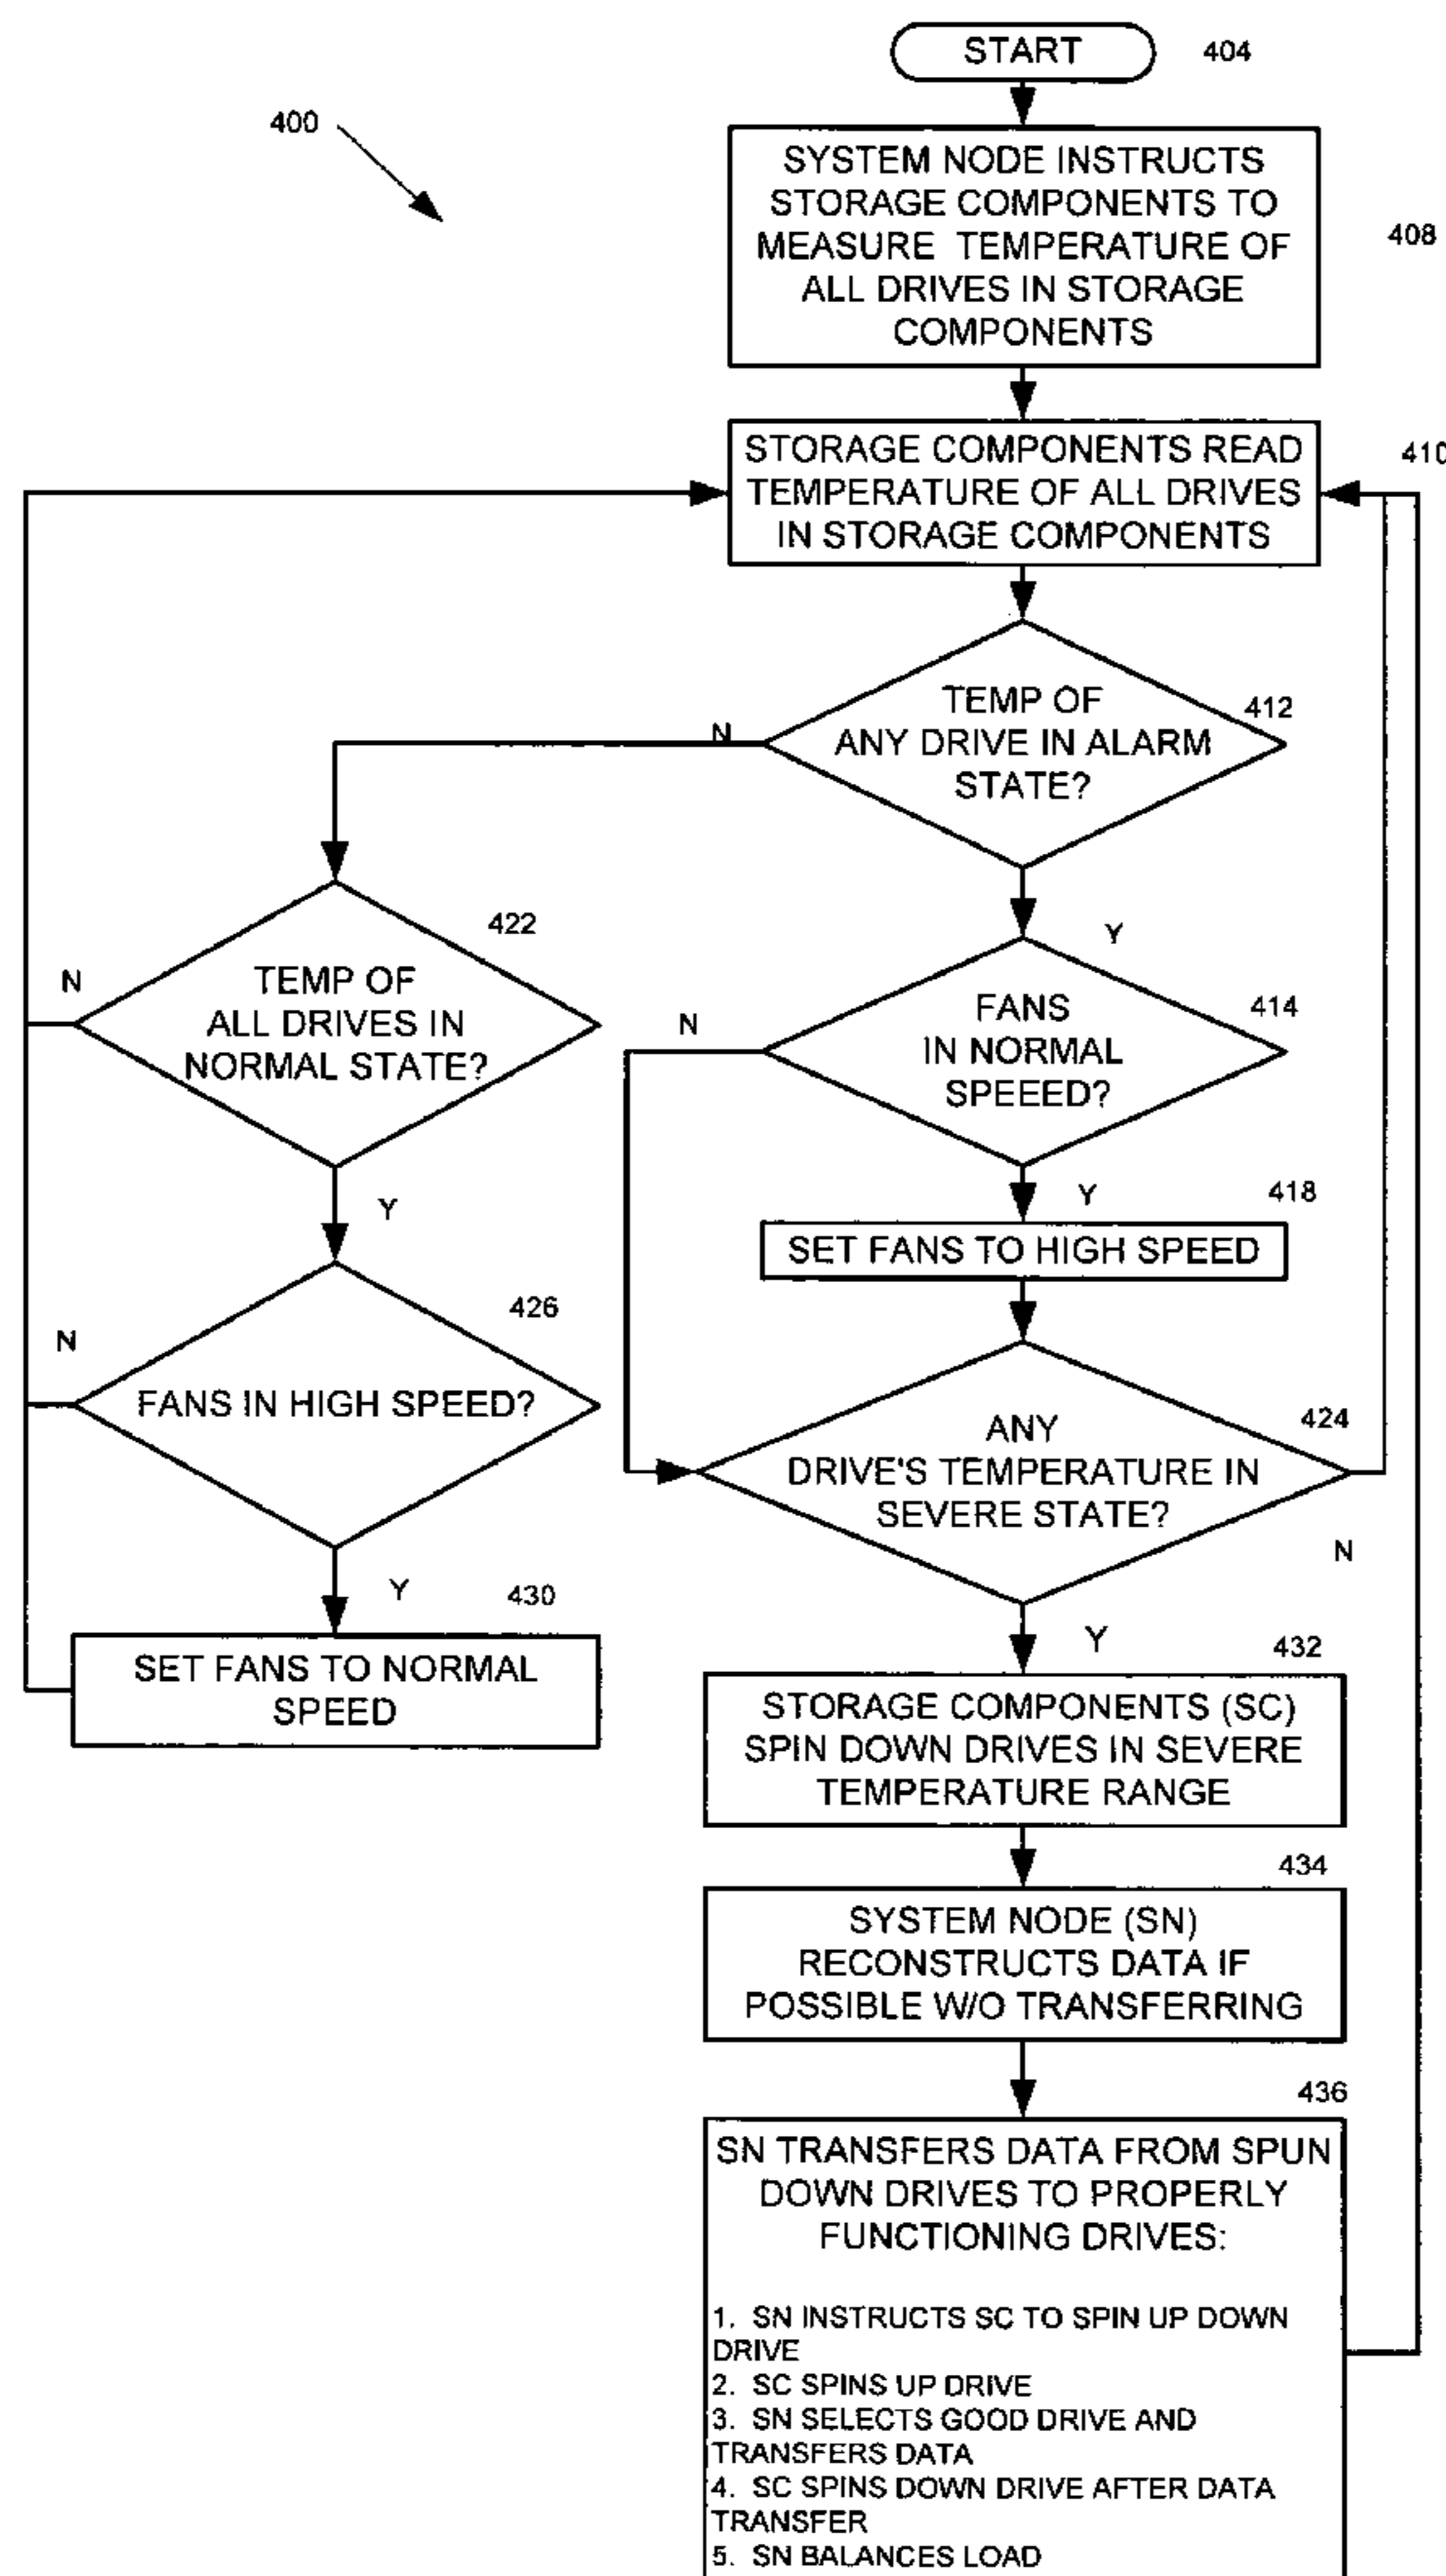 START
404
400
SYSTEM NODE INSTRUCTS
STORAGE COMPONENTS TO
MEASURE TEMPERATURE OF
ALL DRIVES IN STORAGE
COMPONENTS
408
STORAGE COMPONENTS READ
TEMPERATURE OF ALL DRIVES
IN STORAGE COMPONENTS
410
TEMP OF
ANY DRIVE IN ALARM
STATE?
412
N
Y
422
TEMP OF
ALL DRIVES IN
NORMAL STATE?
N
Y
FANS
IN NORMAL
SPEEED?
414
N
Y
418
SET FANS TO HIGH SPEED
426
FANS IN HIGH SPEED?
N
Y
430
SET FANS TO NORMAL
SPEED
ANY
DRIVE'S TEMPERATURE IN
SEVERE STATE?
424
N
Y
432
STORAGE COMPONENTS (SC)
SPIN DOWN DRIVES IN SEVERE
TEMPERATURE RANGE
434
SYSTEM NODE (SN)
RECONSTRUCTS DATA IF
POSSIBLE W/O TRANSFERRING
436
SN TRANSFERS DATA FROM SPUN
DOWN DRIVES TO PROPERLY
FUNCTIONING DRIVES:
1. SN INSTRUCTS SC TO SPIN UP DOWN
DRIVE
2. SC SPINS UP DRIVE
3. SN SELECTS GOOD DRIVE AND
TRANSFERS DATA
4. SC SPINS DOWN DRIVE AFTER DATA
TRANSFER
5. SN BALANCES LOAD